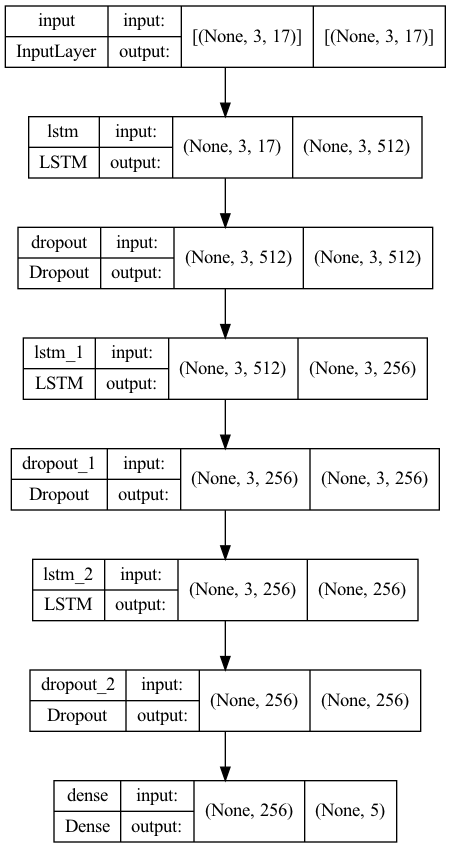 input input: [(None, 3, 17)] [(None, 3, 17)]
InputLayer output:
lstm input: (None, 3, 17) (None, 3, 512)
LSTM output:
dropout input: (None, 3, 512) (None, 3, 512)
Dropout output:
lstm_1 input: (None, 3, 512) (None, 3, 256)
LSTM output:
dropout_1 input: (None, 3, 256) (None, 3, 256)
Dropout output:
lstm_2 input: (None, 3, 256) (None, 256)
LSTM output:
dropout_2 input: (None, 256) (None, 256)
Dropout output:
dense input: (None, 256) (None, 5)
Dense output: